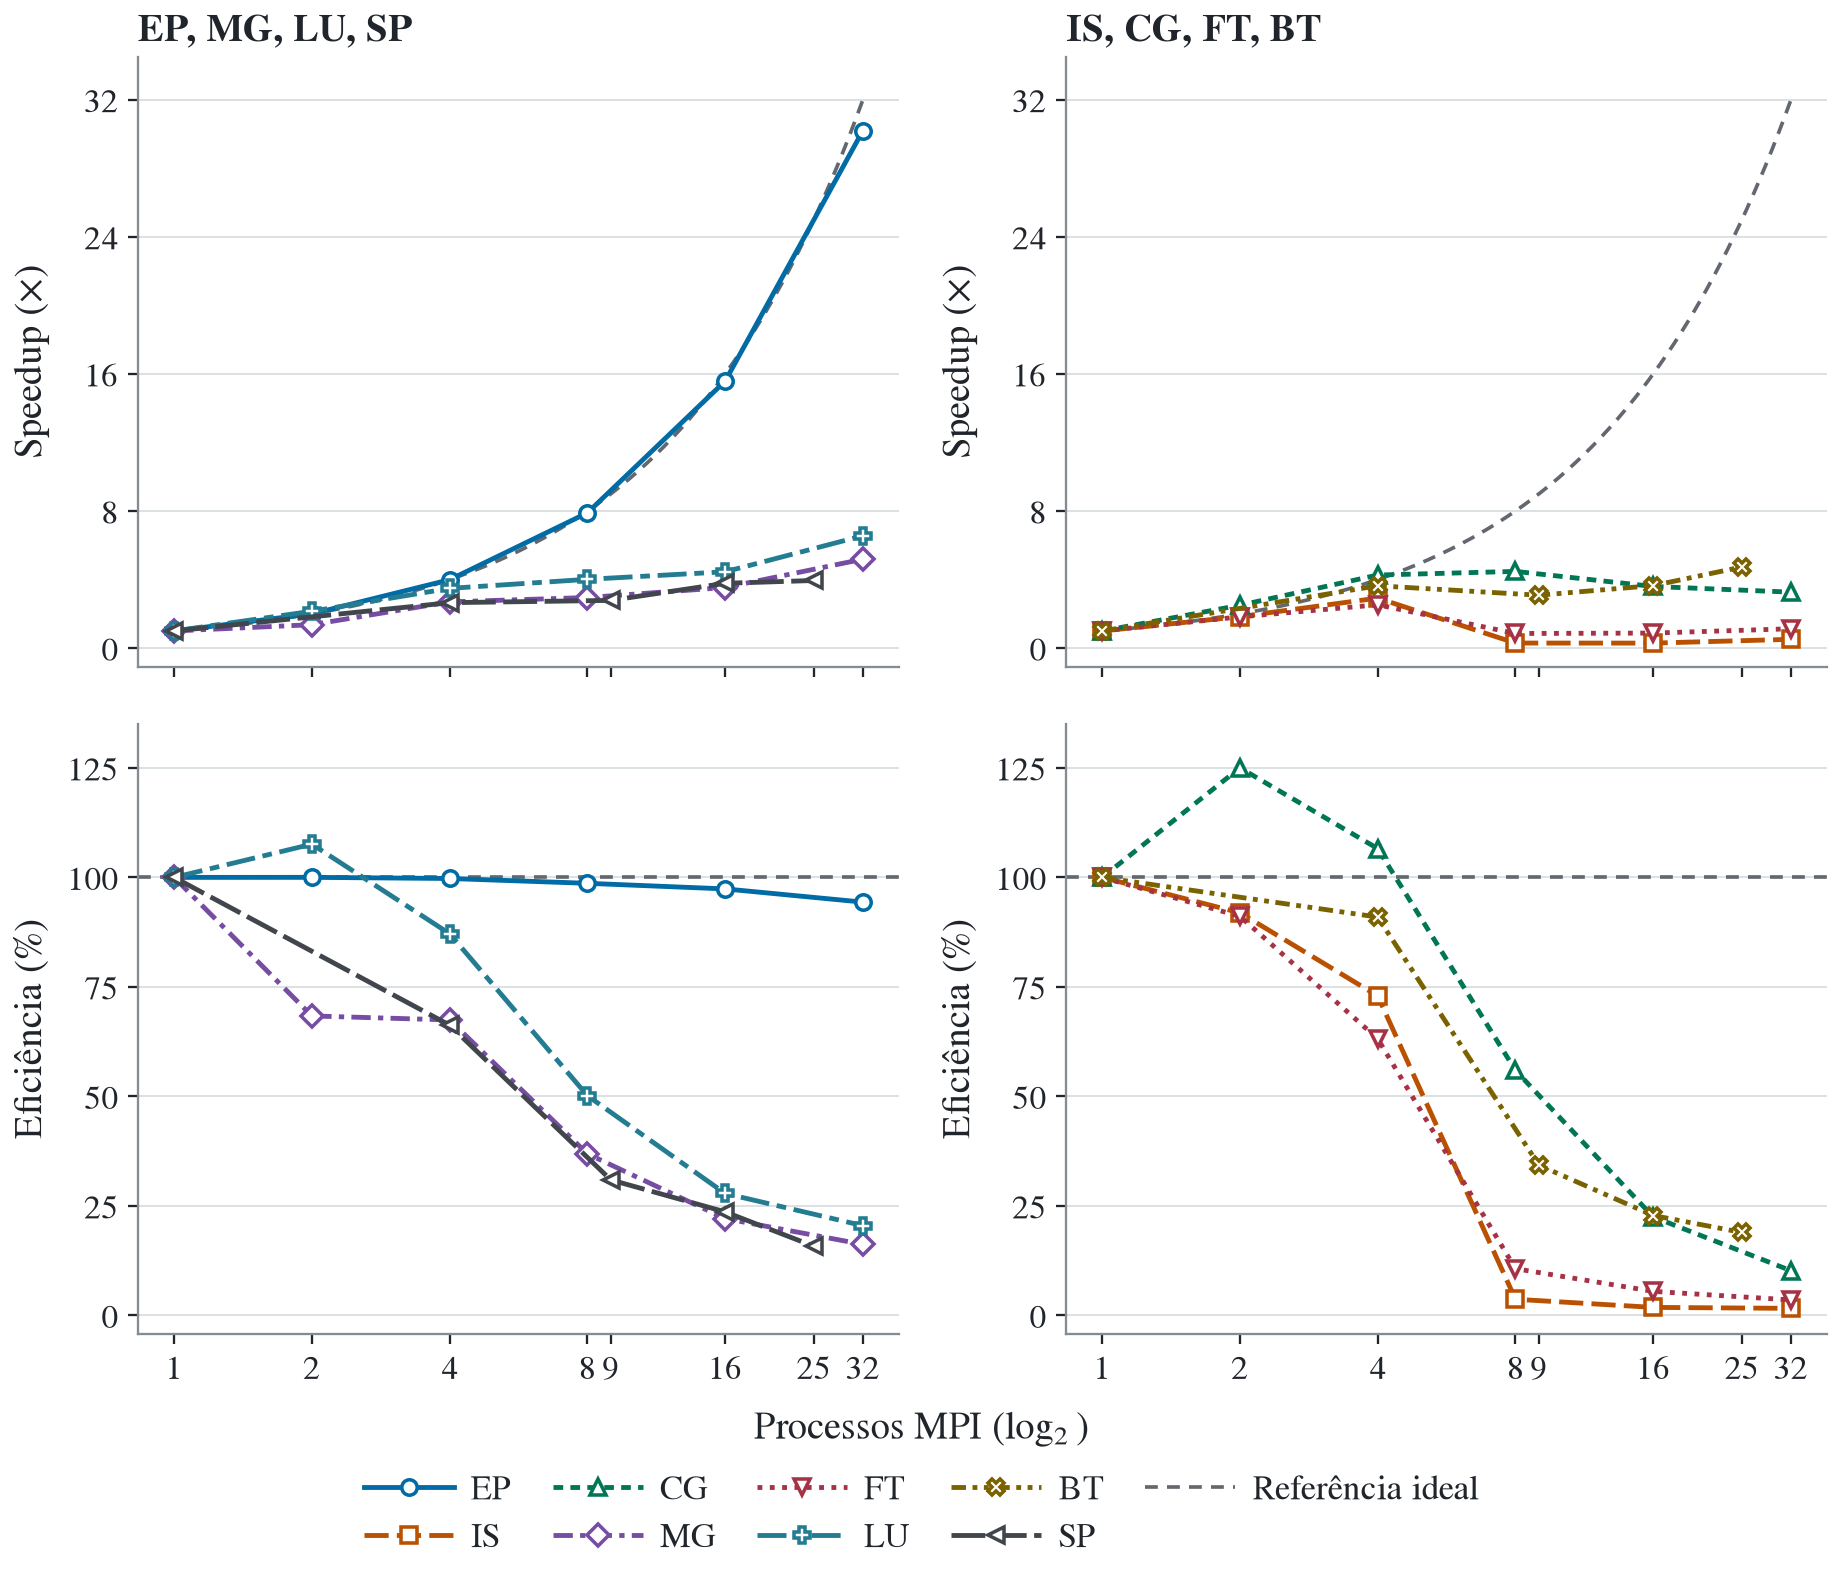 EP, MG, LU, SP
IS, CG, FT, BT
Speedup (×)
32
24
16
8
0
Speedup (×)
32
24
16
8
0
Eficiência (%)
125
100
75
50
25
0
1 2 4 8 9 16 25 32
Eficiência (%)
125
100
75
50
25
0
1 2 4 8 9 16 25 32
Processos MPI (log₂ )
EP CG FT BT Referência ideal
IS MG LU SP